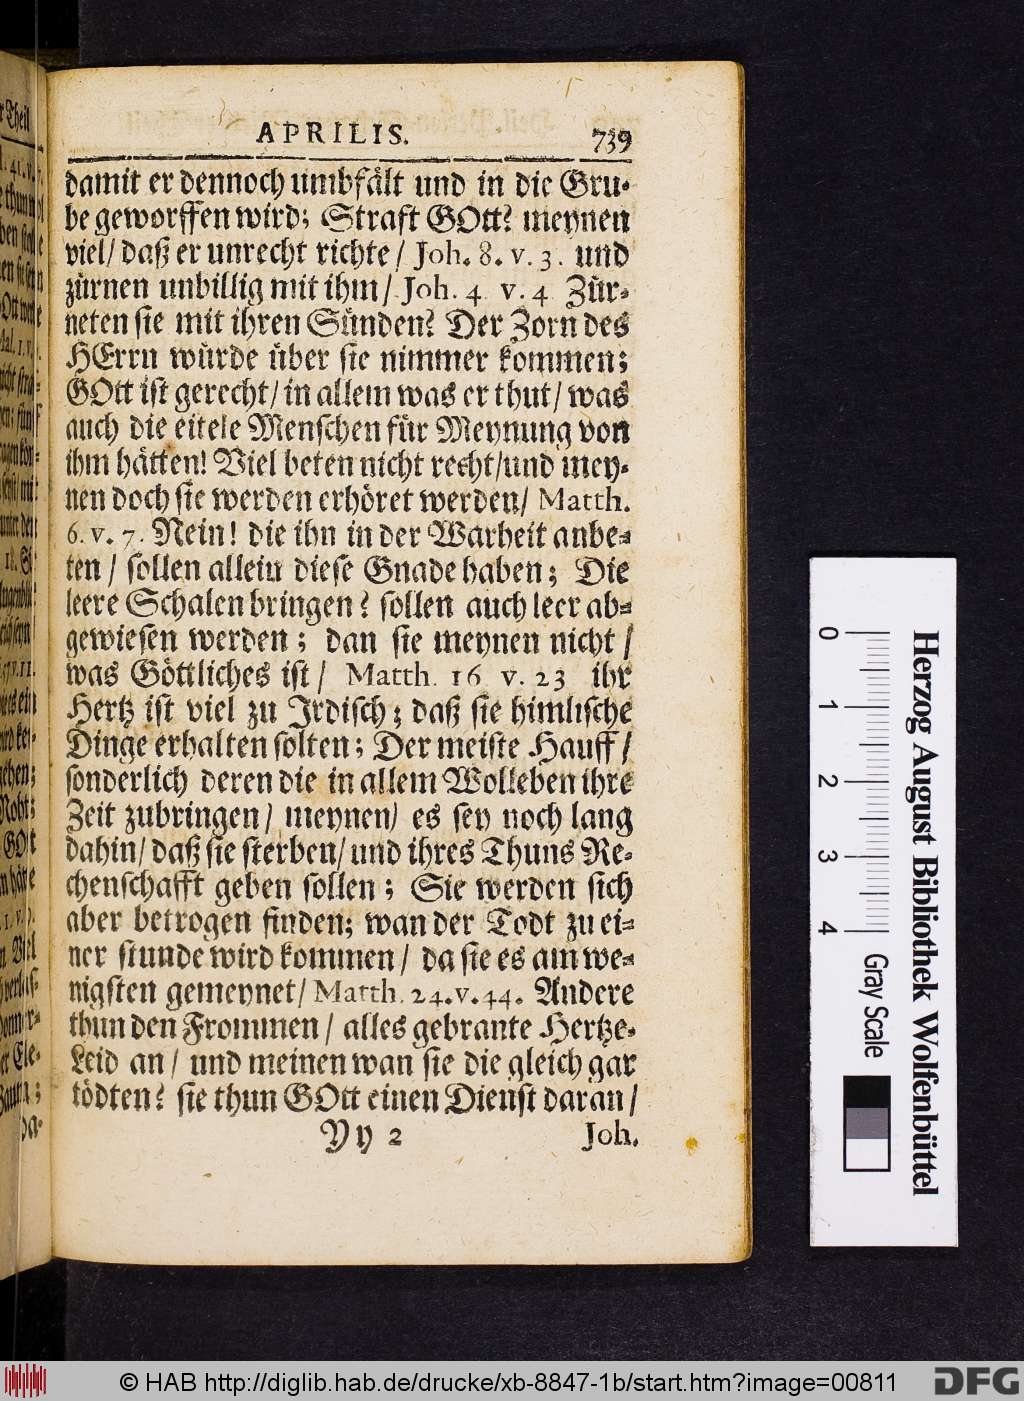 APRILIS. 739
damit er dennoch umbfält und in die Gru-
be geworffen wird; Straft GOtt? meynen
viel/ daß er unrecht richte / Joh. 8. v. 3. und
zürnen unbillig mit ihm / Joh. 4 v. 4 Zür-
neten sie mit ihren Sünden? Der Zorn des
HErrn würde über sie nimmer kommen;
GOtt ist gerecht / in allem was er thut / was
auch die eitele Menschen für Meynung von
ihm hätten! Viel beten nicht recht/und mey-
nen doch sie werden erhöret werden/ Matth.
6. v. 7. Nein! die ihn in der Warheit anbe-
ten / sollen allein diese Gnade haben; Die
leere Schalen bringen? sollen auch leer ab-
gewiesen werden; dan sie meynen nicht /
was Göttliches ist / Matth. 16 v. 23 ihr
Hertz ist viel zu Irdisch; daß sie himlische
Dinge erhalten solten; Der meiste Hauff /
sonderlich deren die in allem Wolleben ihre
Zeit zubringen / meynen/ es sey noch lang
dahin/ daß sie sterben/ und ihres Thuns Re-
chenschafft geben sollen; Sie werden sich
aber betrogen finden; wan der Todt zu ei-
ner stunde wird kommen / da sie es am we-
nigsten gemeynet/ Matth. 24. v. 44. Andere
thun den Frommen / alles gebrante Hertze-
Leid an / und meinen wan sie die gleich gar
tödten? sie thun GOtt einen Dienst daran /
Yy 2 Joh.
Herzog August Bibliothek Wolfenbüttel
0 1 2 3 4 Gray Scale
© HAB http://diglib.hab.de/drucke/xb-8847-1b/start.htm?image=00811
DFG